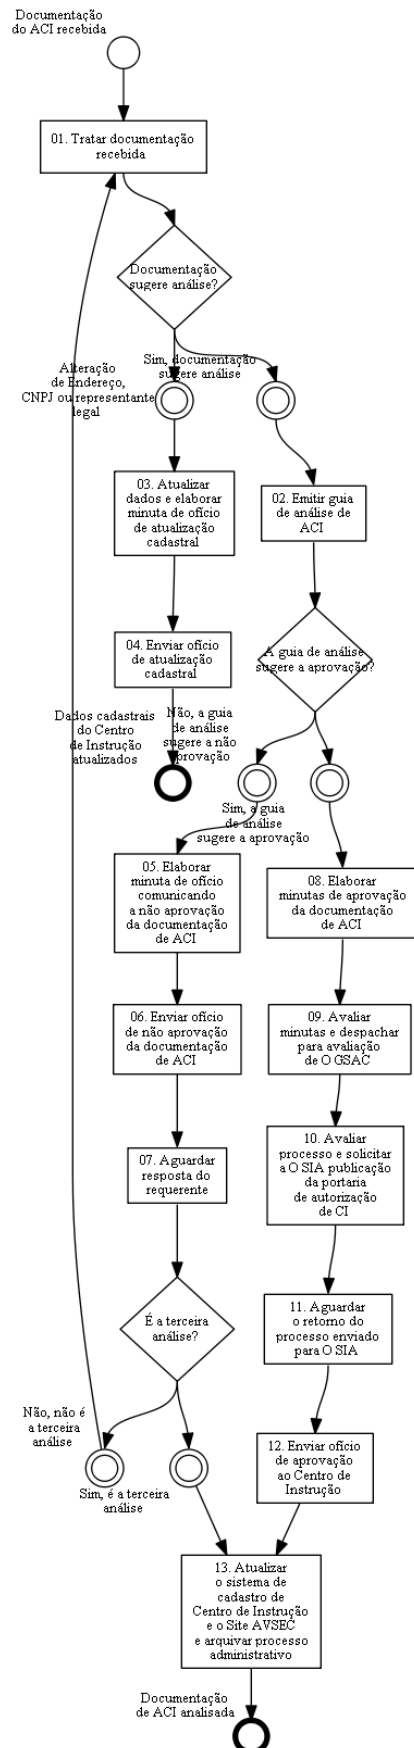 Documentação
do ACI recebida
01. Tratar documentação
recebida
Documentação
sugere análise?
Alteração
de Endereço,
CNPJ ou representante
legal
Sim, documentação
sugere análise
03. Atualizar
dados e elaborar
minuta de ofício
de atualização
cadastral
02. Emitir guia
de análise de
ACI
04. Enviar ofício
de atualização
cadastral
A guia de análise
sugere a aprovação?
Dados cadastrais
do Centro
de Instrução
atualizados
Não, a guia
de análise
sugere a não
aprovação
Sim, a guia
de análise
sugere a aprovação
05. Elaborar
minuta de ofício
comunicando
a não aprovação
da documentação
de ACI
08. Elaborar
minutas de aprovação
da documentação
de ACI
06. Enviar ofício
de não aprovação
da documentação
de ACI
09. Avaliar
minutas e despachar
para avaliação
de O GSAC
07. Aguardar
resposta do
requerente
10. Avaliar
processo e solicitar
a O SIA publicação
da portaria
de autorização
de CI
É a terceira
análise?
11. Aguardar
o retorno do
processo enviado
para O SIA
Não, não é
a terceira
análise
Sim, é a terceira
análise
12. Enviar ofício
de aprovação
ao Centro de
Instrução
13. Atualizar
o sistema de
cadastro de
Centro de Instrução
e o Site AVSEC
e arquivar processo
administrativo
Documentação
de ACI analisada